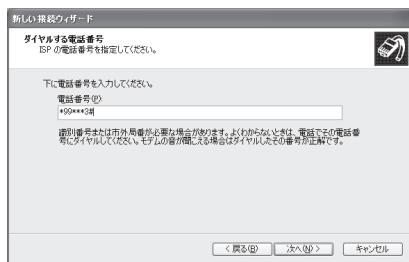 新しい接続ウィザード
ダイヤルする電話番号
ISP の電話番号を指定してください。
下に電話番号を入力してください。
電話番号(P):
*99***3#
識別番号または市外局番が必要な場合があります。よくわからないときは、電話でその電話番
号にダイヤルしてください。モデムの音が聞こえる場合はダイヤルしたその番号が正解です。
< 戻る(B)
次へ(N) >
キャンセル